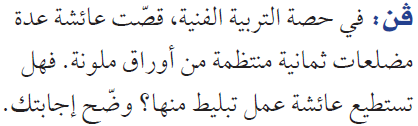 فن: في حصة التربية الفنية، قصّت عائشة عدة
مضلعات ثمانية منتظمة من أوراق ملونة. فهل
تستطيع عائشة عمل تبليط منها؟ وضّح إجابتك.